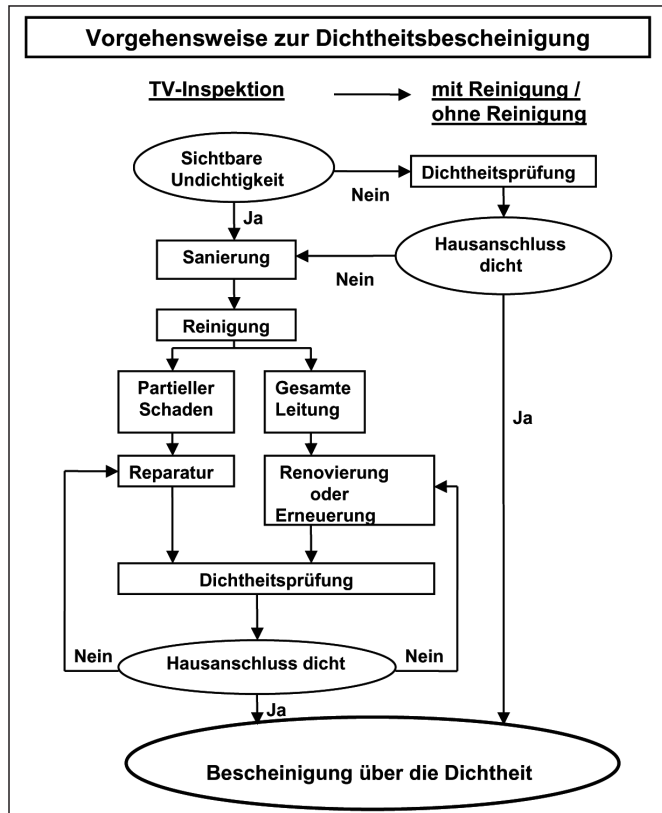 Vorgehensweise zur Dichtheitsbescheinigung
TV-Inspektion
mit Reinigung /
ohne Reinigung
Sichtbare
Undichtigkeit
Nein
Dichtheitsprüfung
Ja
Hausanschluss
dicht
Sanierung
Nein
Reinigung
Partieller
Schaden
Gesamte
Leitung
Ja
Reparatur
Renovierung
oder
Erneuerung
Dichtheitsprüfung
Nein
Hausanschluss dicht
Nein
Ja
Bescheinigung über die Dichtheit